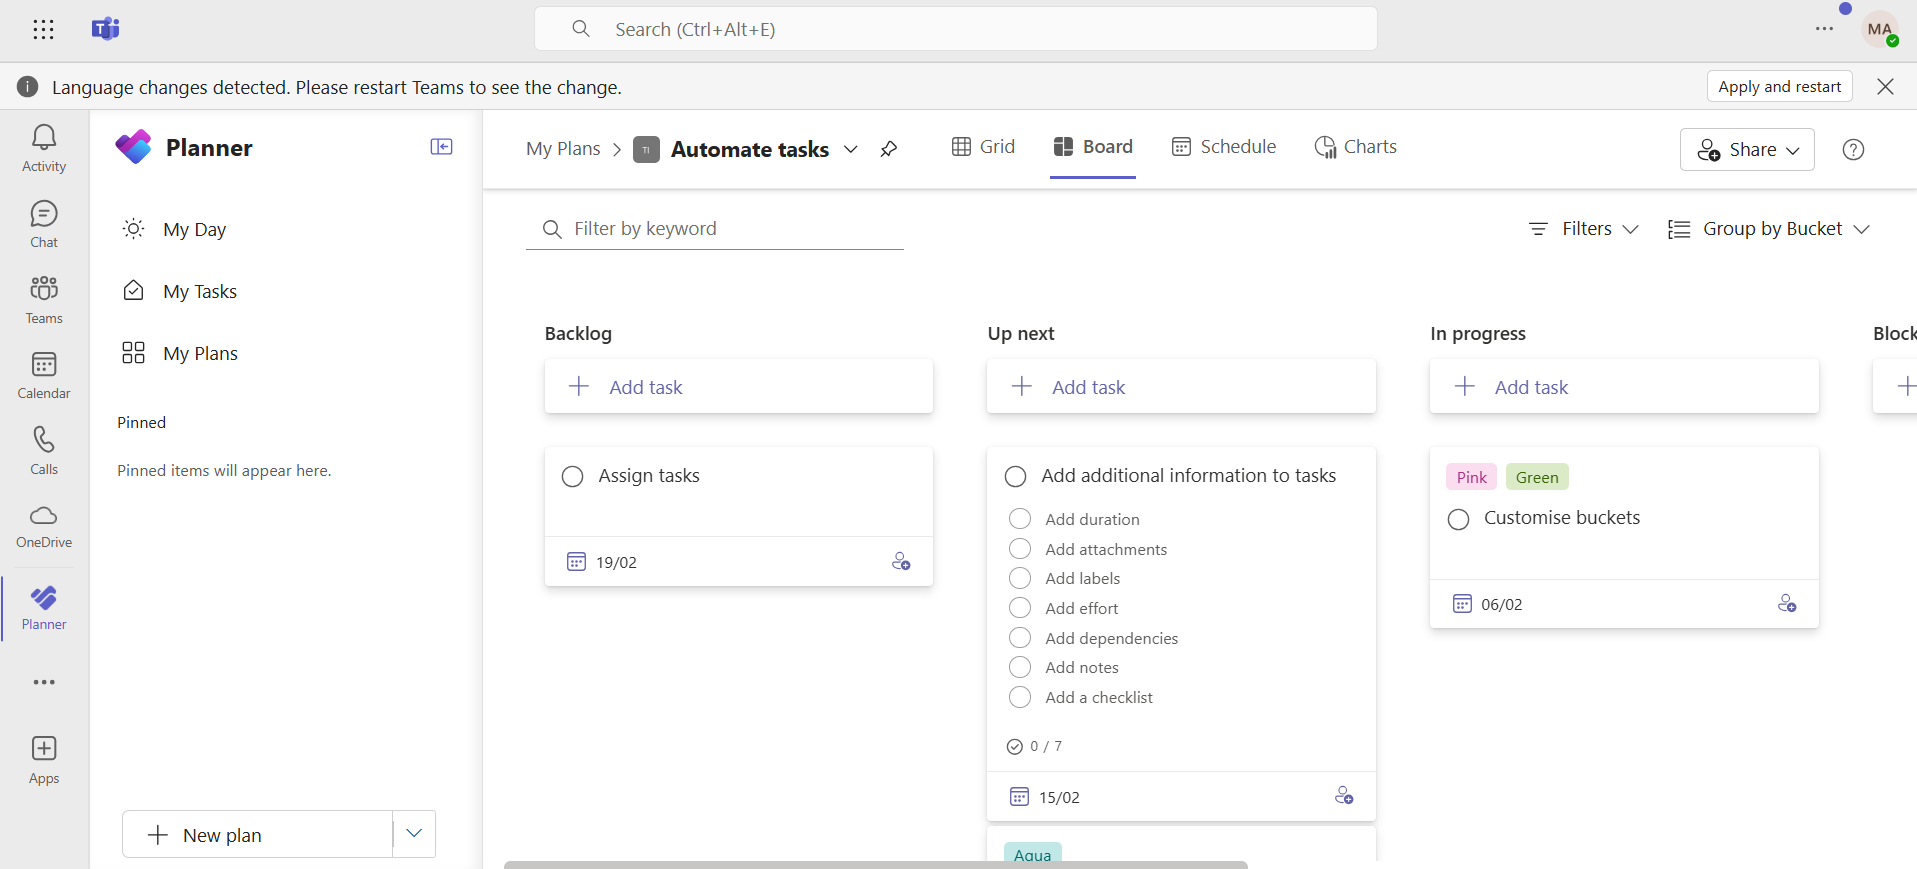 Search (Ctrl+Alt+E)
MA
Language changes detected. Please restart Teams to see the change.
Apply and restart
Activity
Chat
Teams
Calendar
Calls
OneDrive
Planner
Apps
Planner
My Day
My Tasks
My Plans
Pinned
Pinned items will appear here.
New plan
My Plans
TI
Automate tasks
Grid
Board
Schedule
Charts
Share
Filter by keyword
Filters
Group by Bucket
Backlog
Add task
Assign tasks
19/02
Up next
Add task
Add additional information to tasks
Add duration
Add attachments
Add labels
Add effort
Add dependencies
Add notes
Add a checklist
0 / 7
15/02
Aqua
In progress
Add task
Pink Green
Customise buckets
06/02
Block